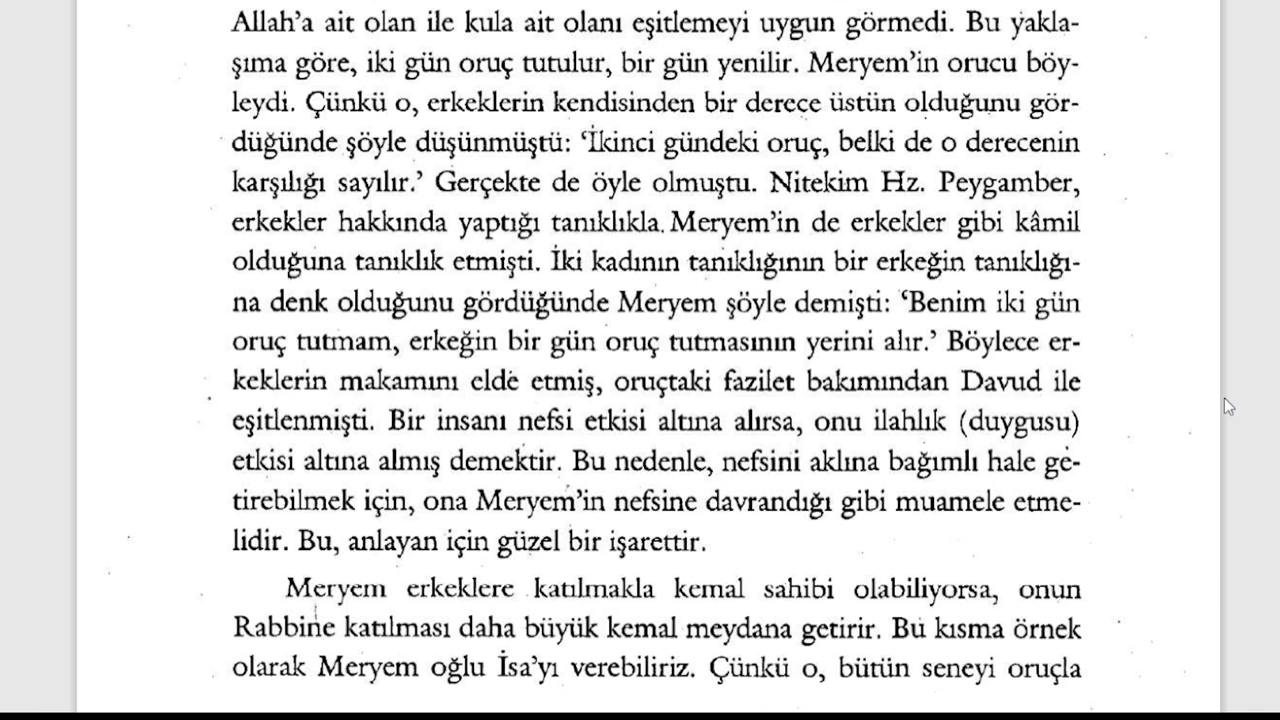 Allah’a ait olan ile kula ait olanı eşitlemeyi uygun görmedi. Bu yakla-
şıma göre, iki gün oruç tutulur, bir gün yenilir. Meryem’in orucu böy-
leydi. Çünkü o, erkeklerin kendisinden bir derece üstün olduğunu gör-
düğünde şöyle düşünmüştü: ‘İkinci gündeki oruç, belki de o derecenin
karşılığı sayılır.’ Gerçekte de öyle olmuştu. Nitekim Hz. Peygamber,
erkekler hakkında yaptığı tanıklıkla Meryem’in de erkekler gibi kâmil
olduğuna tanıklık etmişti. İki kadının tanıklığının bir erkeğin tanıklığı-
na denk olduğunu gördüğünde Meryem şöyle demişti: ‘Benim iki gün
oruç tutmam, erkeğin bir gün oruç tutmasının yerini alır.’ Böylece er-
keklerin makamını elde etmiş, oruçtaki fazilet bakımından Davud ile
eşitlenmişti. Bir insanı nefsi etkisi altına alırsa, onu ilahlık (duygusu)
etkisi altına almış demektir. Bu nedenle, nefsini aklına bağımlı hale ge-
tirebilmek için, ona Meryem’in nefsine davrandığı gibi muamele etme-
lidir. Bu, anlayan için güzel bir işarettir.
Meryem erkeklere katılmakla kemal sahibi olabiliyorsa, onun
Rabbine katılması daha büyük kemal meydana getirir. Bu kısma örnek
olarak Meryem oğlu İsa’yı verebiliriz. Çünkü o, bütün seneyi oruçla